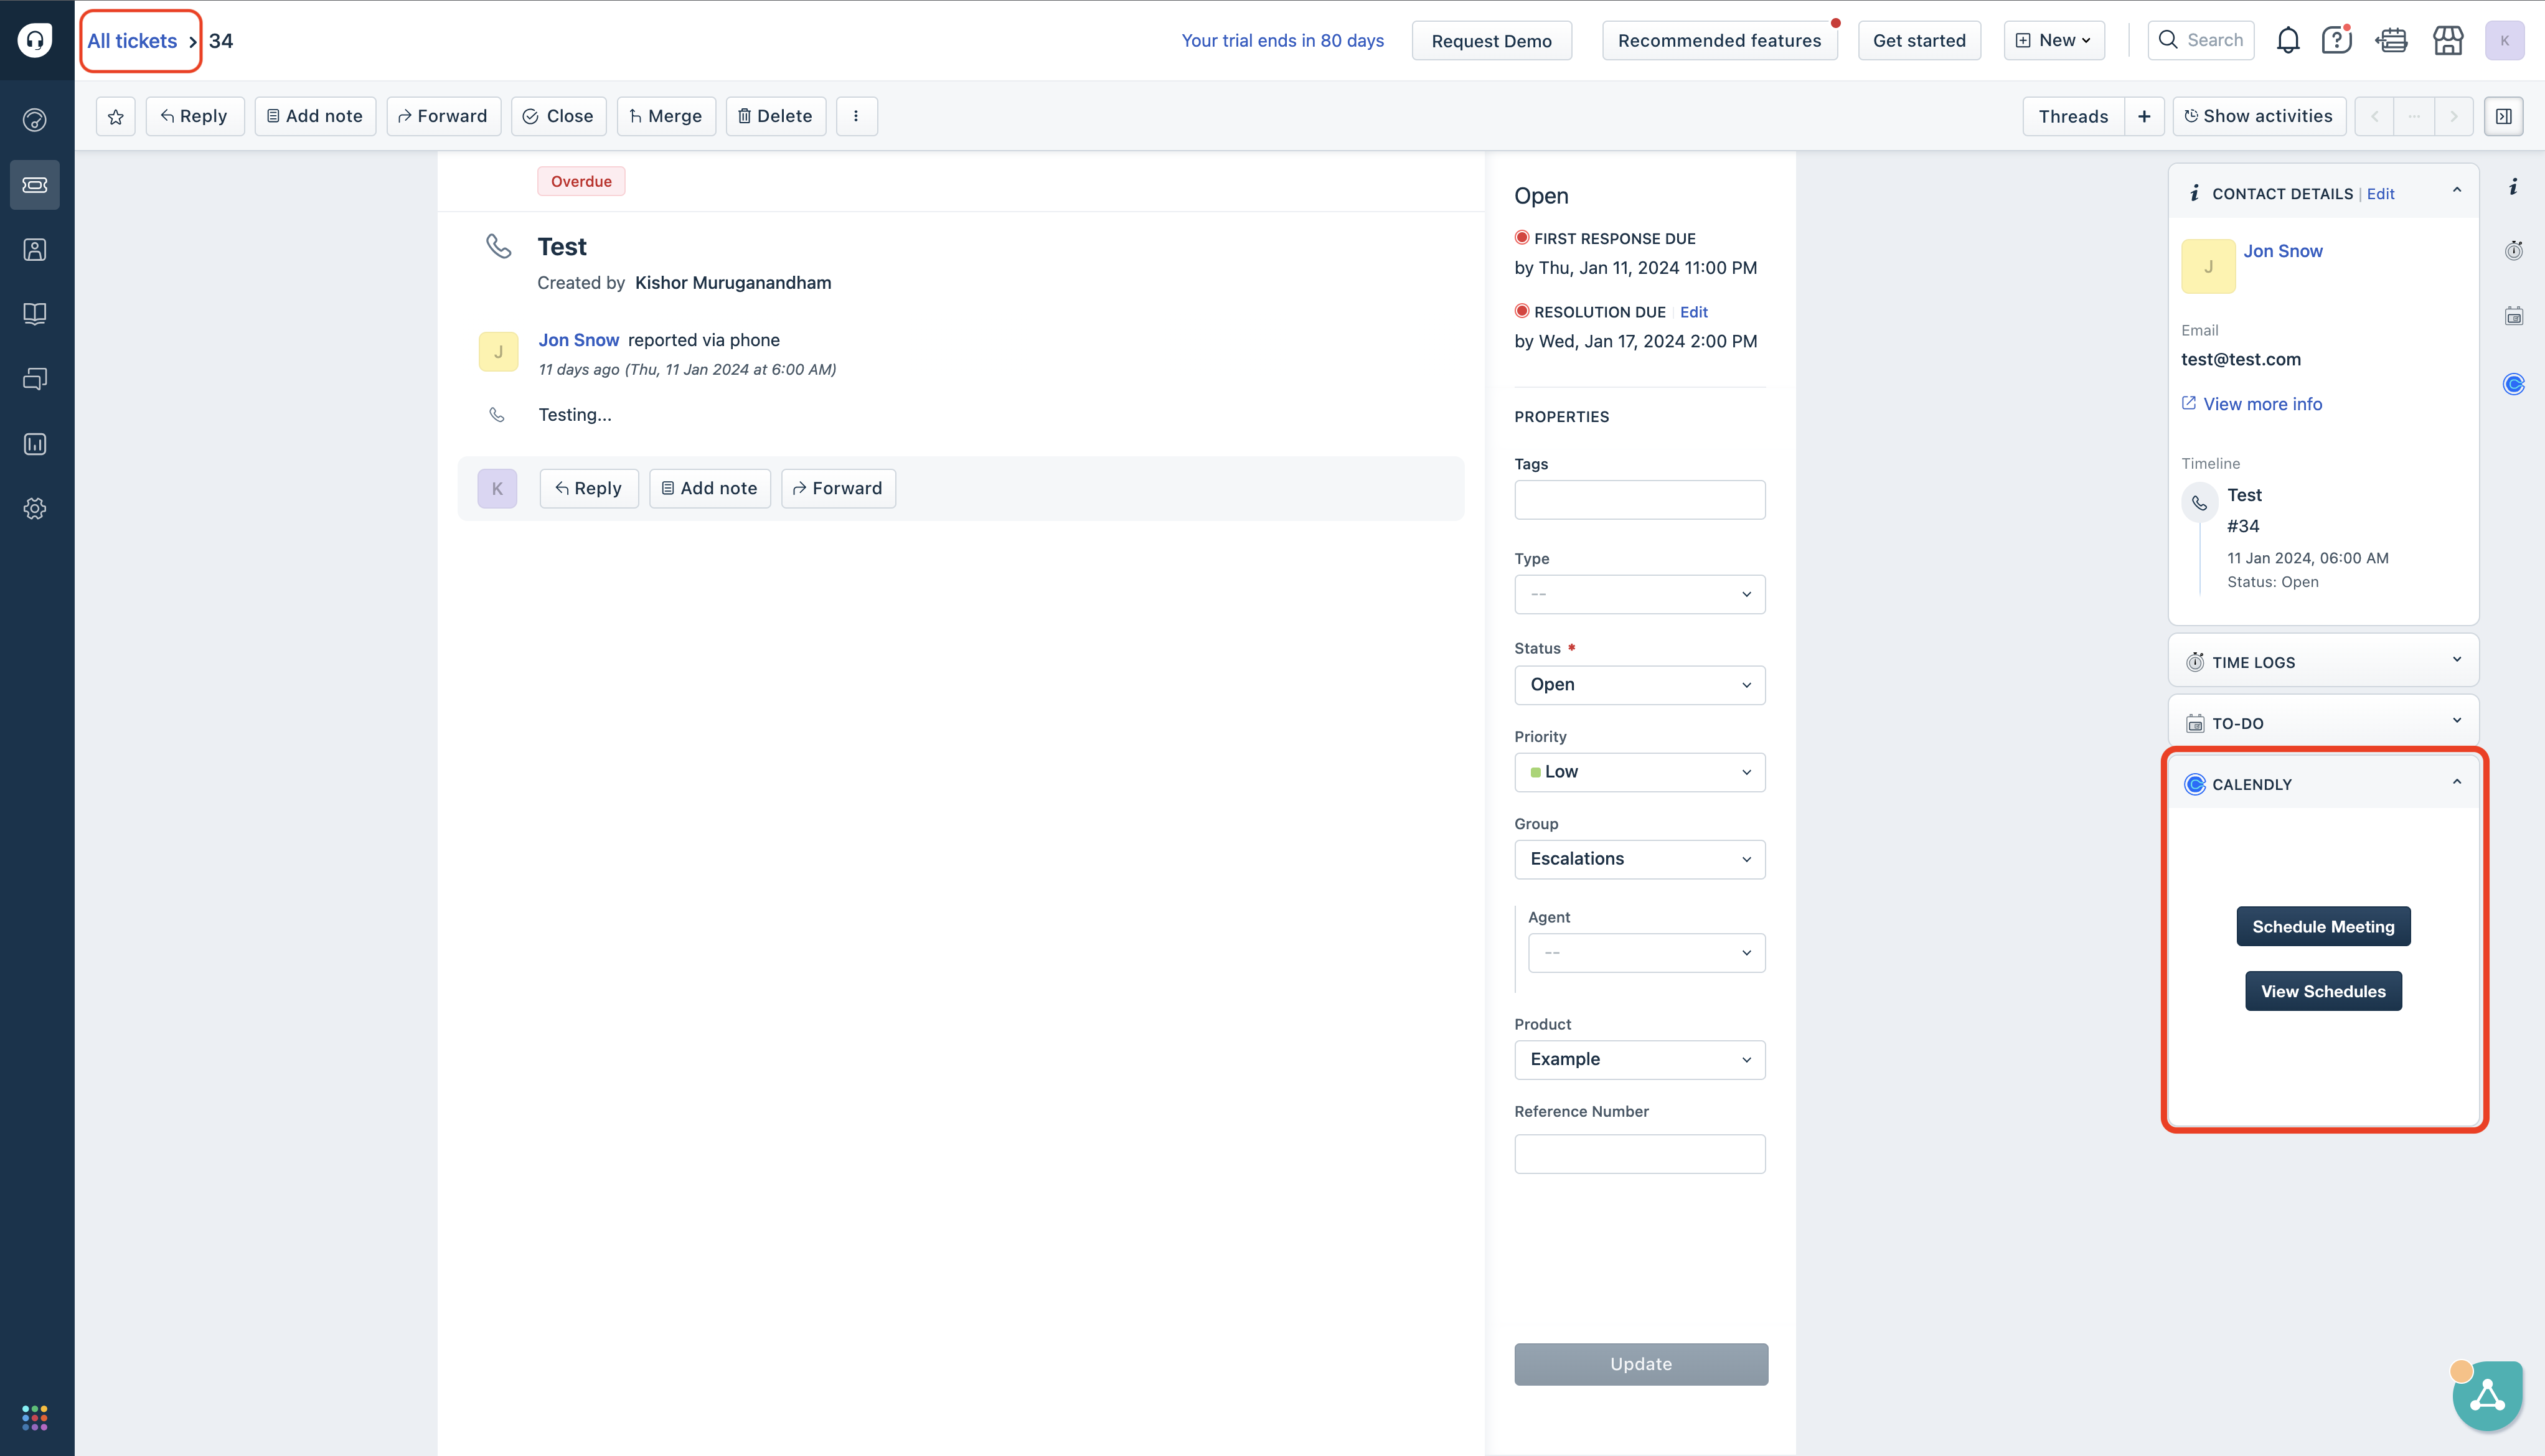 All tickets > 34
Your trial ends in 80 days
Request Demo
Recommended features
Get started
New
Search
K
Reply
Add note
Forward
Close
Merge
Delete
Threads
+
Show activities
Overdue
Test
Created by Kishor Muruganandham
J
Jon Snow reported via phone
11 days ago (Thu, 11 Jan 2024 at 6:00 AM)
Testing...
K
Reply
Add note
Forward
Open
FIRST RESPONSE DUE
by Thu, Jan 11, 2024 11:00 PM
RESOLUTION DUE Edit
by Wed, Jan 17, 2024 2:00 PM
PROPERTIES
Tags
Type
--
Status *
Open
Priority
Low
Group
Escalations
Agent
--
Product
Example
Reference Number
Update
CONTACT DETAILS | Edit
J
Jon Snow
Email
test@test.com
View more info
Timeline
Test
#34
11 Jan 2024, 06:00 AM
Status: Open
TIME LOGS
TO-DO
CALENDLY
Schedule Meeting
View Schedules